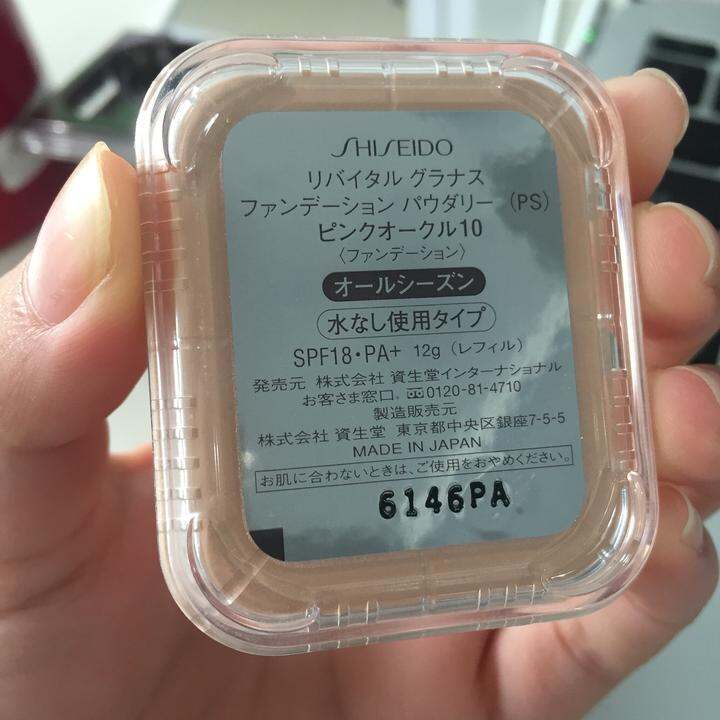 SHISEIDO
リバイタル グラナス
ファンデーション パウダリー (PS)
ピンクオークル10
〈ファンデーション〉
オールシーズン
水なし使用タイプ
SPF18・PA+ 12g (レフィル)
発売元 株式会社 資生堂インターナショナル
お客さま窓口 0120-81-4710
製造販売元
株式会社 資生堂 東京都中央区銀座7-5-5
MADE IN JAPAN
お肌に合わないときは、ご使用をおやめください。
6146PA